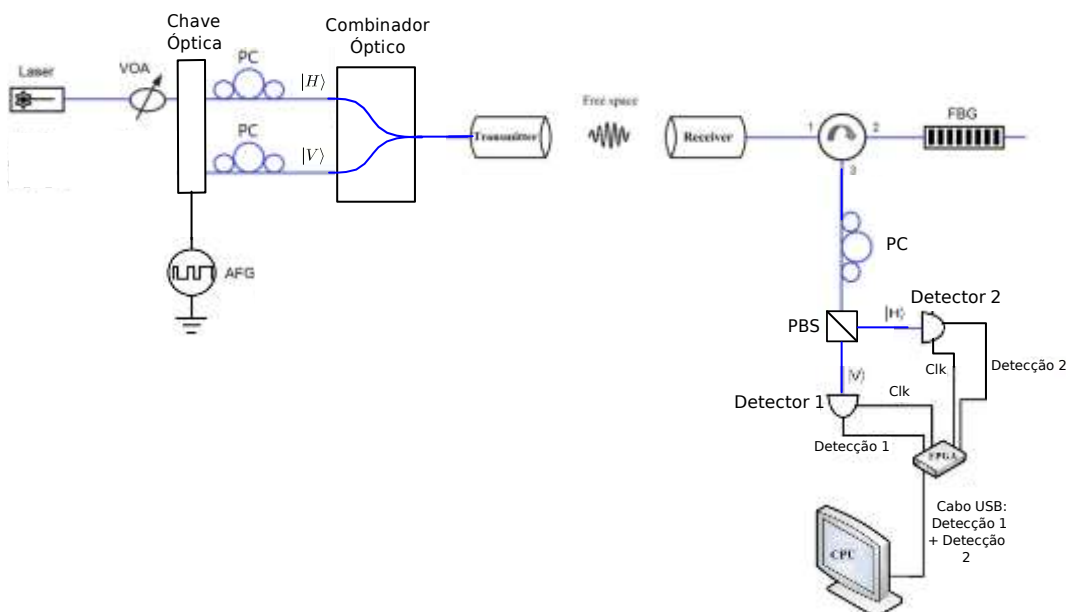 Chave
Óptica
Combinador
Óptico
Laser
VOA
PC
|H⟩
PC
|V⟩
Transmitter
Free space
Receiver
1
2
3
FBG
AFG
PC
PBS
|H⟩
Detector 2
Clk
Detecção 2
|V⟩
Detector 1
Clk
Detecção 1
FPGA
Cabo USB:
Detecção 1
+ Detecção
2
CPU